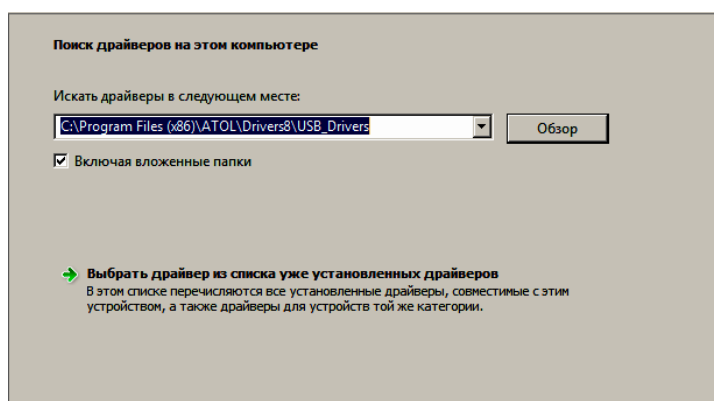 Поиск драйверов на этом компьютере
Искать драйверы в следующем месте:
C:\Program Files (x86)\ATOL\Drivers8\USB_Drivers
Обзор
Включая вложенные папки
Выбрать драйвер из списка уже установленных драйверов
В этом списке перечисляются все установленные драйверы, совместимые с этим
устройством, а также драйверы для устройств той же категории.